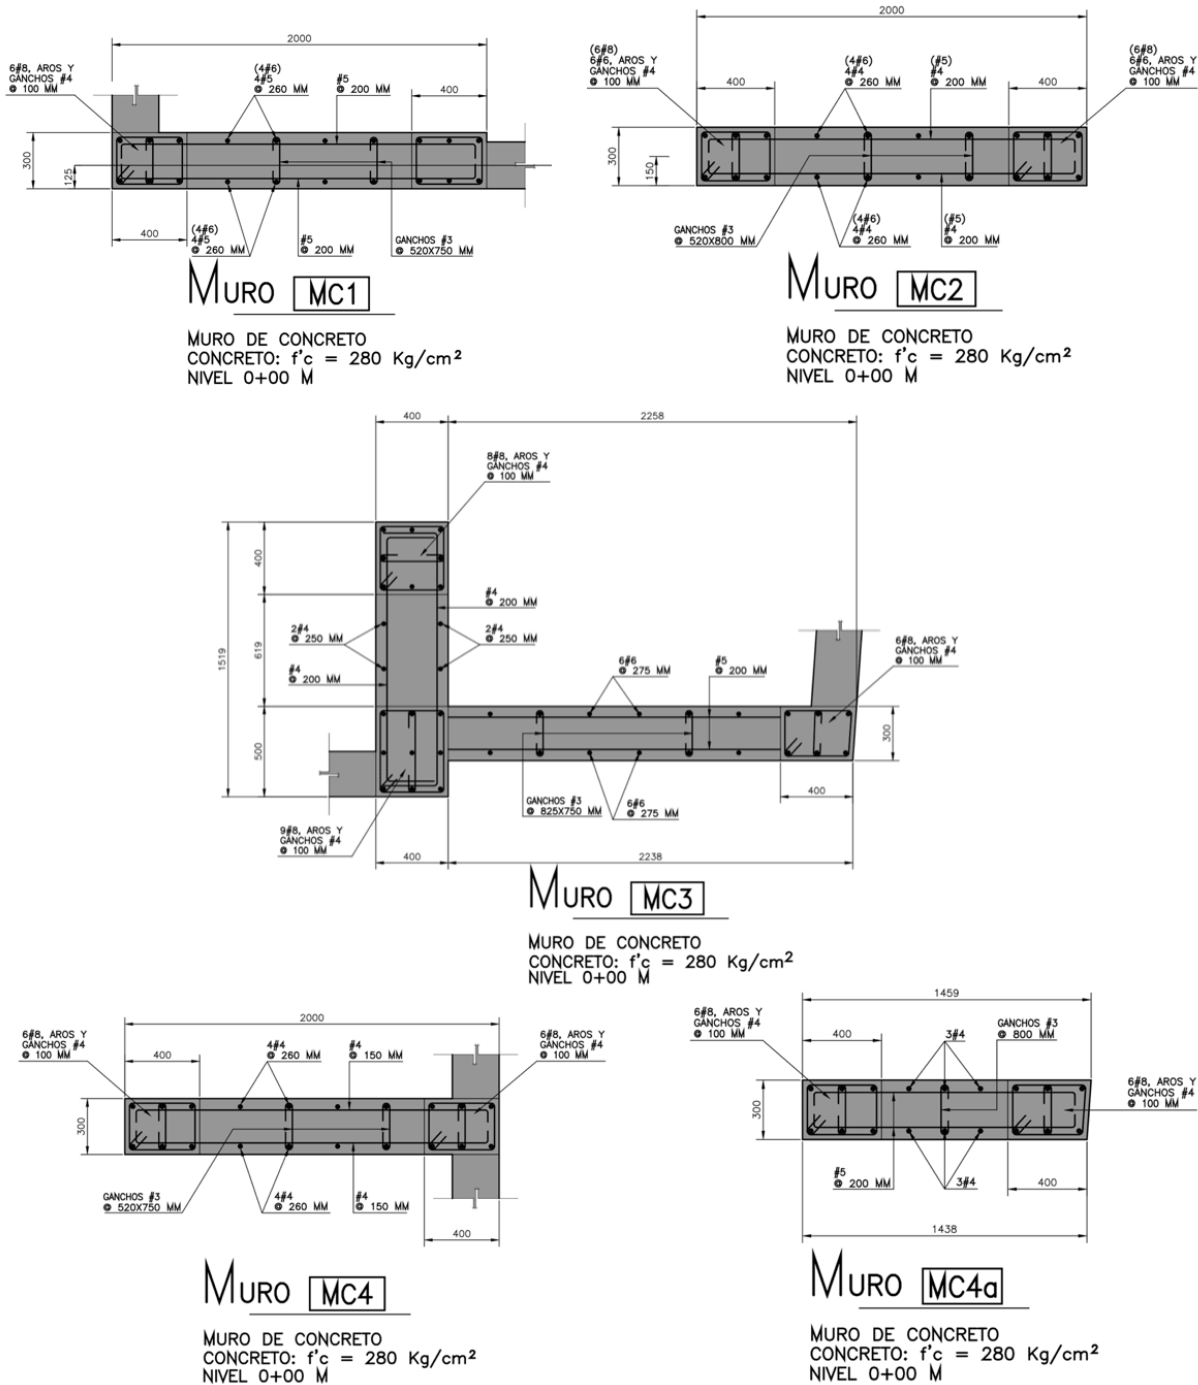 2000
6#8, AROS Y
GANCHOS #4
@ 100 MM
(4#6)
4#5
@ 260 MM
#5
@ 200 MM
400
300
125
400
(4#6)
4#5
@ 260 MM
#5
@ 200 MM
GANCHOS #3
@ 520X750 MM
MURO MC1
MURO DE CONCRETO
CONCRETO: f'c = 280 Kg/cm²
NIVEL 0+00 M
2000
(6#8)
6#6, AROS Y
GANCHOS #4
@ 100 MM
400
(4#6)
4#4
@ 260 MM
(#5)
#4
@ 200 MM
400
(6#8)
6#6, AROS Y
GANCHOS #4
@ 100 MM
300
150
GANCHOS #3
@ 520X800 MM
(4#6)
4#4
@ 260 MM
(#5)
#4
@ 200 MM
MURO MC2
MURO DE CONCRETO
CONCRETO: f'c = 280 Kg/cm²
NIVEL 0+00 M
400
2258
8#8, AROS Y
GANCHOS #4
@ 100 MM
1519
400
619
500
#4
@ 200 MM
2#4
@ 250 MM
2#4
@ 250 MM
#4
@ 200 MM
6#6
@ 275 MM
#5
@ 200 MM
6#8, AROS Y
GANCHOS #4
@ 100 MM
300
400
GANCHOS #3
@ 825X750 MM
6#6
@ 275 MM
9#8, AROS Y
GANCHOS #4
@ 100 MM
400
2238
MURO MC3
MURO DE CONCRETO
CONCRETO: f'c = 280 Kg/cm²
NIVEL 0+00 M
2000
6#8, AROS Y
GANCHOS #4
@ 100 MM
400
4#4
@ 260 MM
#4
@ 150 MM
6#8, AROS Y
GANCHOS #4
@ 100 MM
300
GANCHOS #3
@ 520X750 MM
4#4
@ 260 MM
#4
@ 150 MM
400
MURO MC4
MURO DE CONCRETO
CONCRETO: f'c = 280 Kg/cm²
NIVEL 0+00 M
1459
6#8, AROS Y
GANCHOS #4
@ 100 MM
400
3#4
GANCHOS #3
@ 800 MM
6#8, AROS Y
GANCHOS #4
@ 100 MM
300
#5
@ 200 MM
3#4
400
1438
MURO MC4a
MURO DE CONCRETO
CONCRETO: f'c = 280 Kg/cm²
NIVEL 0+00 M